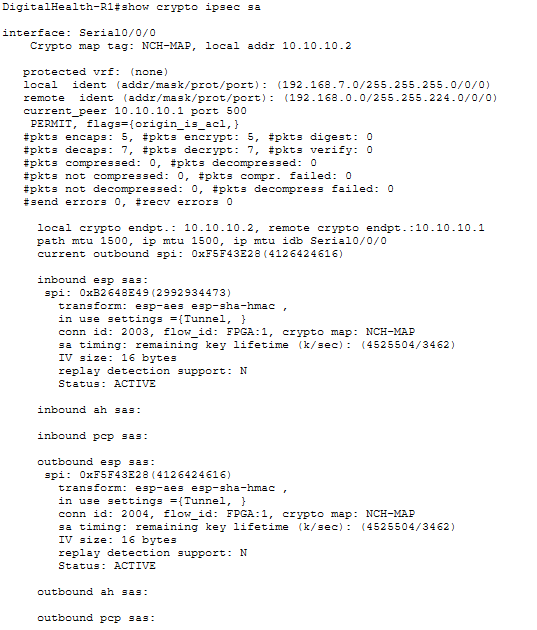 DigitalHealth-R1#show crypto ipsec sa
interface: Serial0/0/0
Crypto map tag: NCH-MAP, local addr 10.10.10.2
protected vrf: (none)
local ident (addr/mask/prot/port): (192.168.7.0/255.255.255.0/0/0)
remote ident (addr/mask/prot/port): (192.168.0.0/255.255.224.0/0/0)
current_peer 10.10.10.1 port 500
PERMIT, flags={origin_is_acl,}
#pkts encaps: 5, #pkts encrypt: 5, #pkts digest: 0
#pkts decaps: 7, #pkts decrypt: 7, #pkts verify: 0
#pkts compressed: 0, #pkts decompressed: 0
#pkts not compressed: 0, #pkts compr. failed: 0
#pkts not decompressed: 0, #pkts decompress failed: 0
#send errors 0, #recv errors 0
local crypto endpt.: 10.10.10.2, remote crypto endpt.:10.10.10.1
path mtu 1500, ip mtu 1500, ip mtu idb Serial0/0/0
current outbound spi: 0xF5F43E28(4126424616)
inbound esp sas:
spi: 0xB2648E49(2992934473)
transform: esp-aes esp-sha-hmac ,
in use settings ={Tunnel, }
conn id: 2003, flow_id: FPGA:1, crypto map: NCH-MAP
sa timing: remaining key lifetime (k/sec): (4525504/3462)
IV size: 16 bytes
replay detection support: N
Status: ACTIVE
inbound ah sas:
inbound pcp sas:
outbound esp sas:
spi: 0xF5F43E28(4126424616)
transform: esp-aes esp-sha-hmac ,
in use settings ={Tunnel, }
conn id: 2004, flow_id: FPGA:1, crypto map: NCH-MAP
sa timing: remaining key lifetime (k/sec): (4525504/3462)
IV size: 16 bytes
replay detection support: N
Status: ACTIVE
outbound ah sas:
outbound pcp sas: